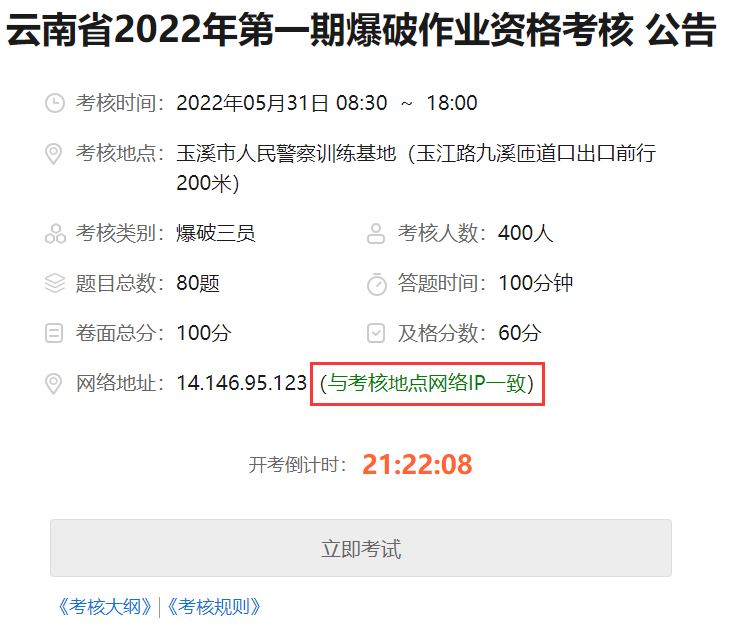 云南省2022年第一期爆破作业资格考核 公告
考核时间： 2022年05月31日 08:30 ~ 18:00
考核地点： 玉溪市人民警察训练基地（玉江路九溪匝道口出口前行
200米）
考核类别： 爆破三员 考核人数： 400人
题目总数： 80题 答题时间： 100分钟
卷面总分： 100分 及格分数： 60分
网络地址： 14.146.95.123 (与考核地点网络IP一致)
开考倒计时： 21:22:08
立即考试
《考核大纲》|《考核规则》